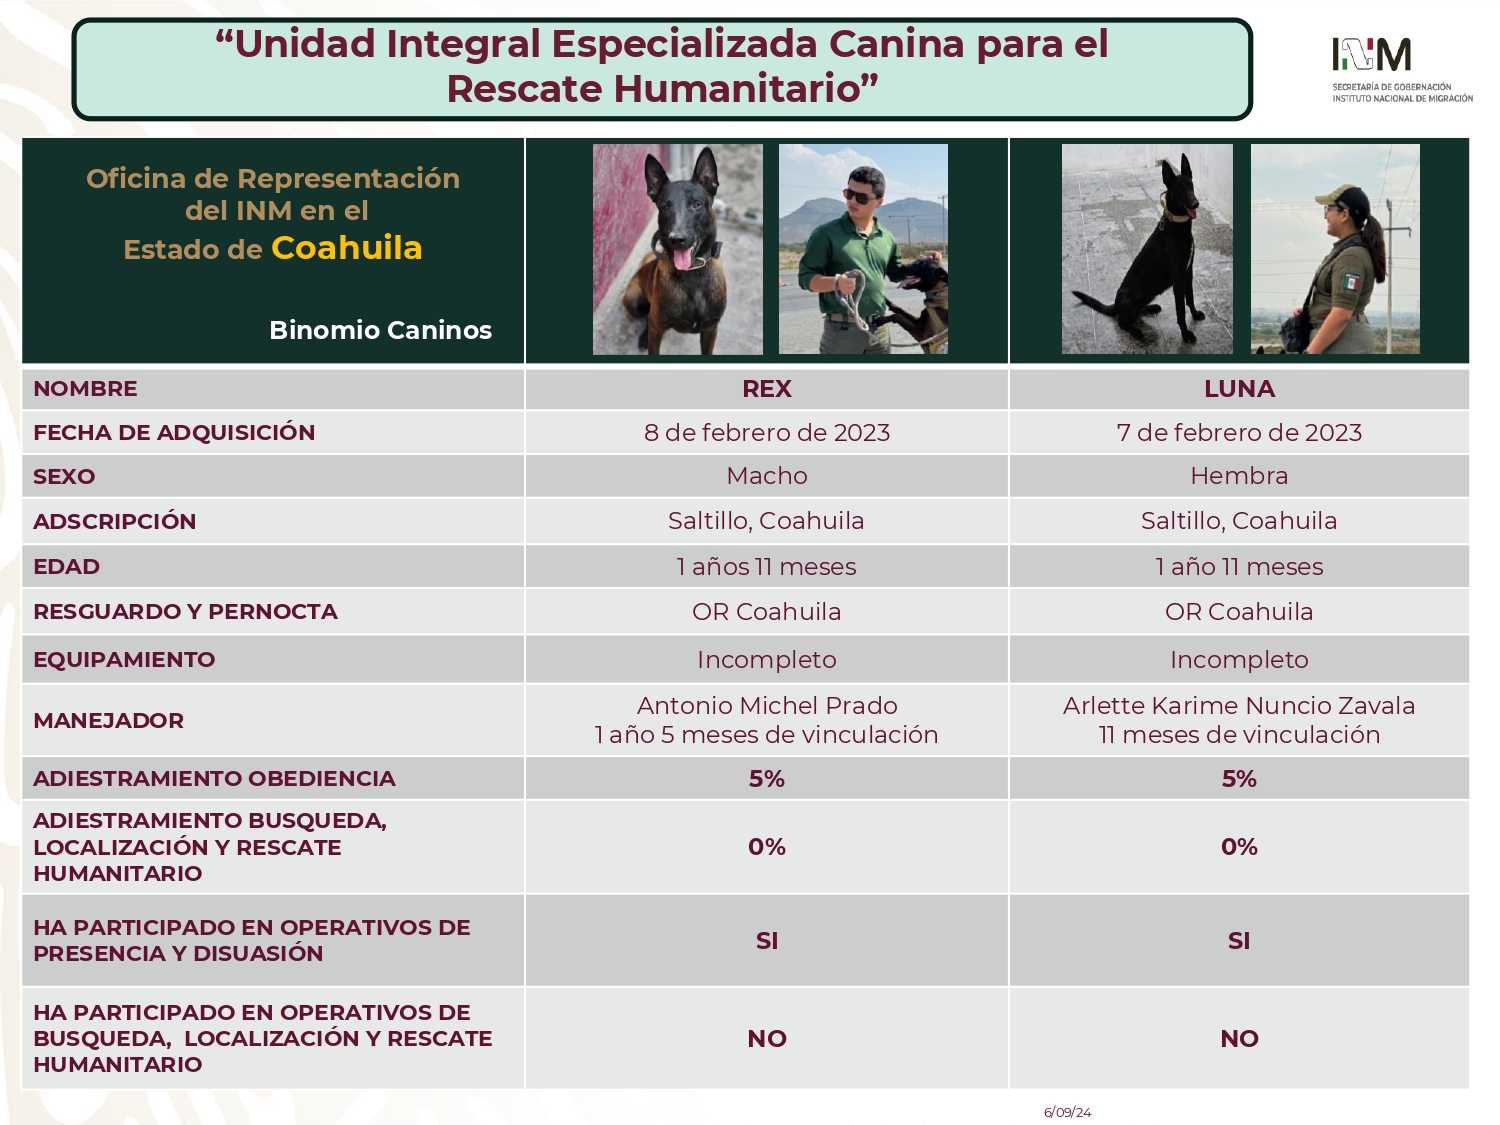 “Unidad Integral Especializada Canina para el
Rescate Humanitario”
INM
SECRETARÍA DE GOBERNACIÓN
INSTITUTO NACIONAL DE MIGRACIÓN
Oficina de Representación
del INM en el
Estado de Coahuila
Binomio Caninos
NOMBRE
REX
LUNA
FECHA DE ADQUISICIÓN
8 de febrero de 2023
7 de febrero de 2023
SEXO
Macho
Hembra
ADSCRIPCIÓN
Saltillo, Coahuila
Saltillo, Coahuila
EDAD
1 años 11 meses
1 año 11 meses
RESGUARDO Y PERNOCTA
OR Coahuila
OR Coahuila
EQUIPAMIENTO
Incompleto
Incompleto
MANEJADOR
Antonio Michel Prado
1 año 5 meses de vinculación
Arlette Karime Nuncio Zavala
11 meses de vinculación
ADIESTRAMIENTO OBEDIENCIA
5%
5%
ADIESTRAMIENTO BUSQUEDA,
LOCALIZACIÓN Y RESCATE
HUMANITARIO
0%
0%
HA PARTICIPADO EN OPERATIVOS DE
PRESENCIA Y DISUASIÓN
SI
SI
HA PARTICIPADO EN OPERATIVOS DE
BUSQUEDA,  LOCALIZACIÓN Y RESCATE
HUMANITARIO
NO
NO
6/09/24